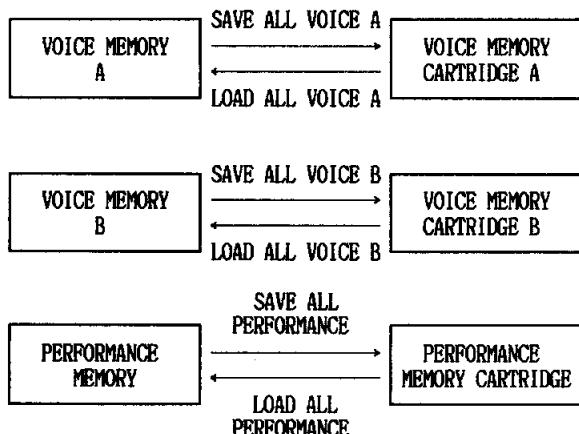 SAVE ALL VOICE A
VOICE MEMORY
A
VOICE MEMORY
CARTRIDGE A
LOAD ALL VOICE A
SAVE ALL VOICE B
VOICE MEMORY
B
VOICE MEMORY
CARTRIDGE B
LOAD ALL VOICE B
SAVE ALL
PERFORMANCE
PERFORMANCE
MEMORY
PERFORMANCE
MEMORY CARTRIDGE
LOAD ALL
PERFORMANCE